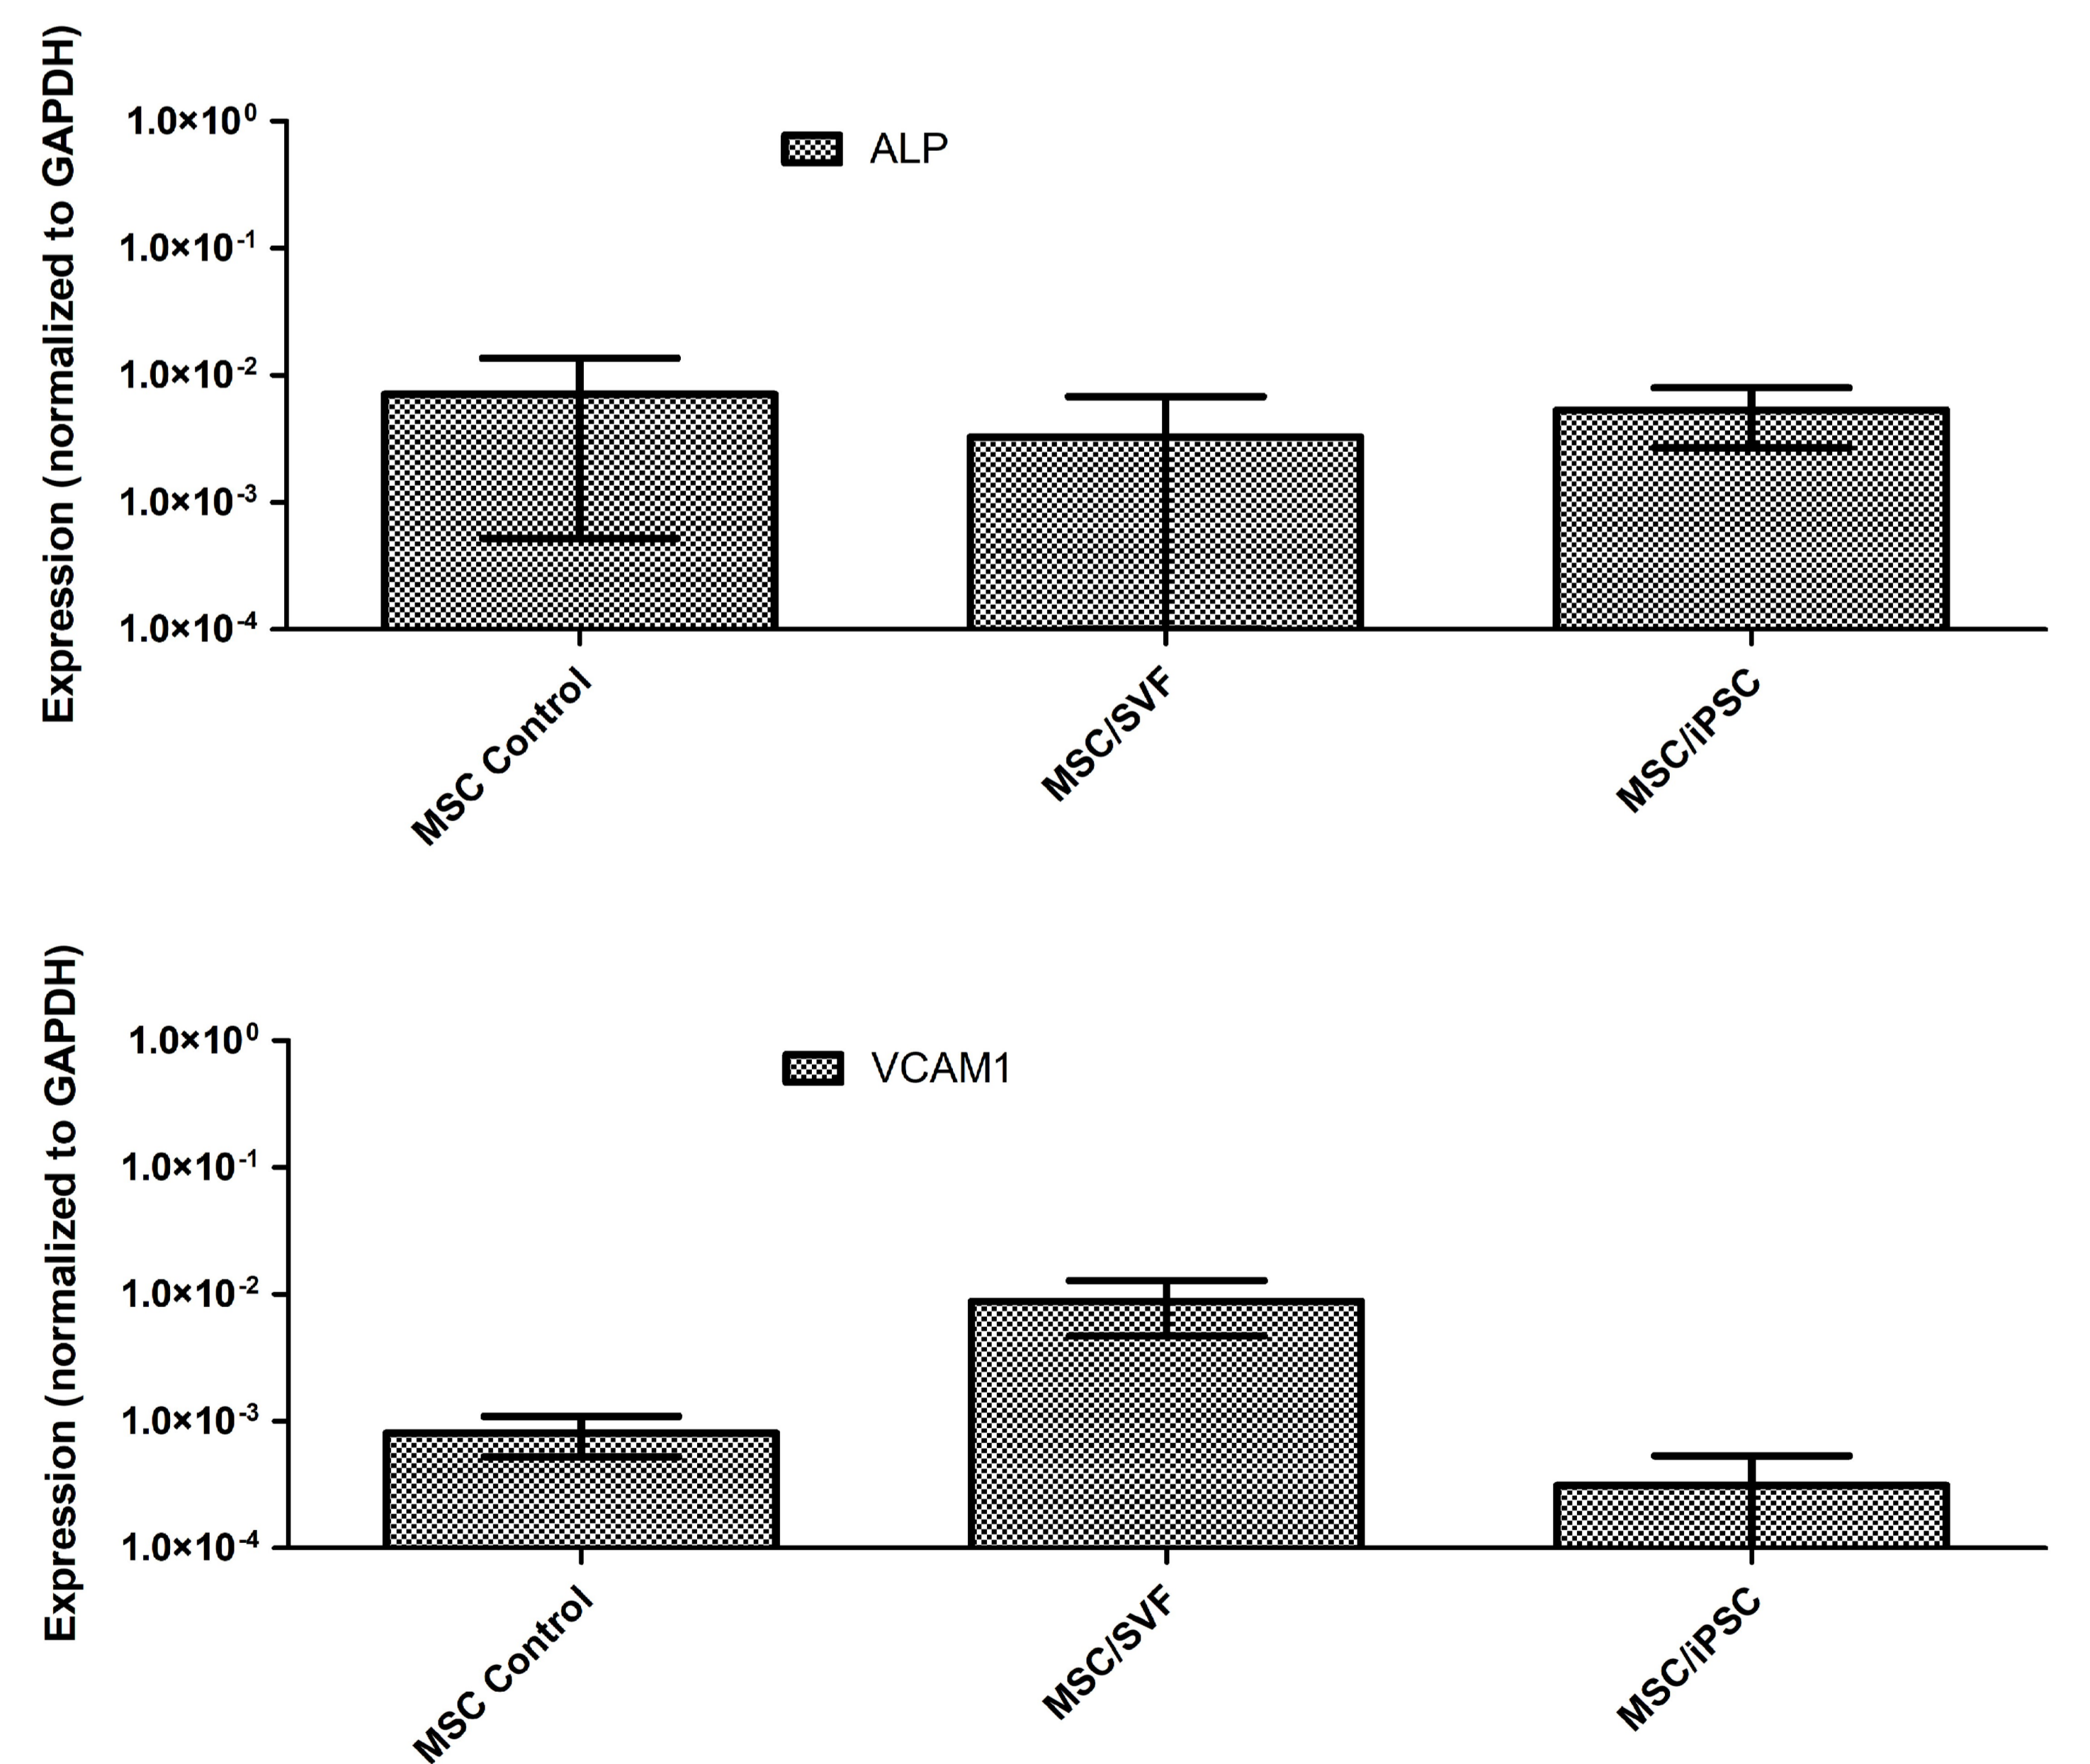 Expression (normalized to GAPDH)
1.0×10⁰
1.0×10⁻¹
1.0×10⁻²
1.0×10⁻³
1.0×10⁻⁴
ALP
MSC Control
MSC/SVF
MSC/iPSC
Expression (normalized to GAPDH)
1.0×10⁰
1.0×10⁻¹
1.0×10⁻²
1.0×10⁻³
1.0×10⁻⁴
VCAM1
MSC Control
MSC/SVF
MSC/iPSC